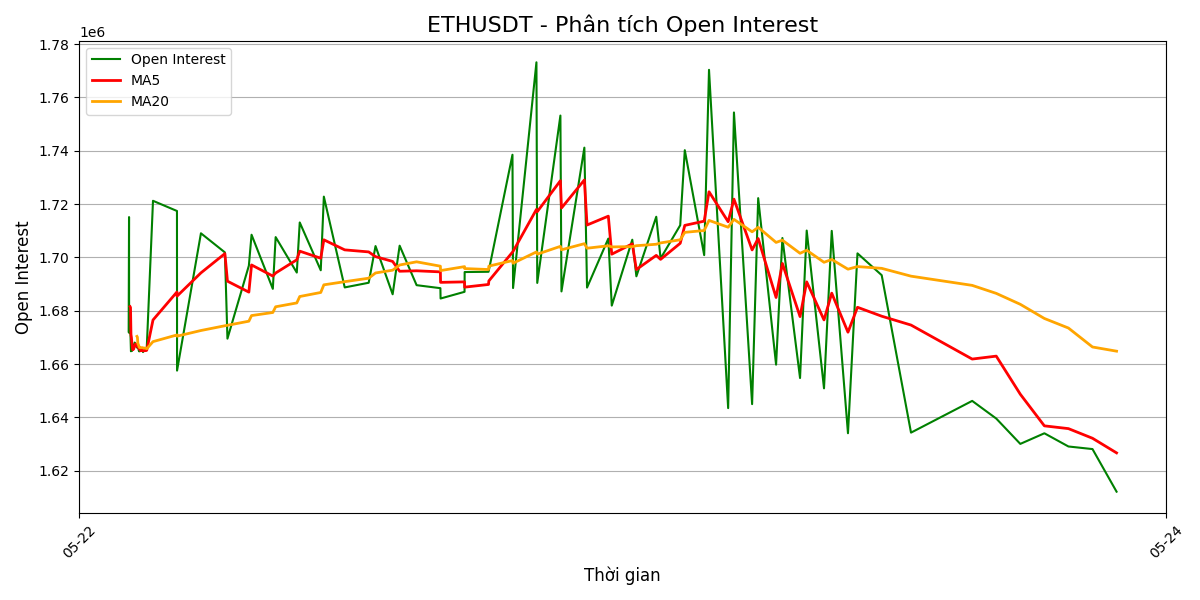 ETHUSDT - Phân tích Open Interest
1e6
Open Interest
MA5
MA20
1.78
1.76
1.74
1.72
1.70
1.68
1.66
1.64
1.62
Open Interest
05-22
05-24
Thời gian